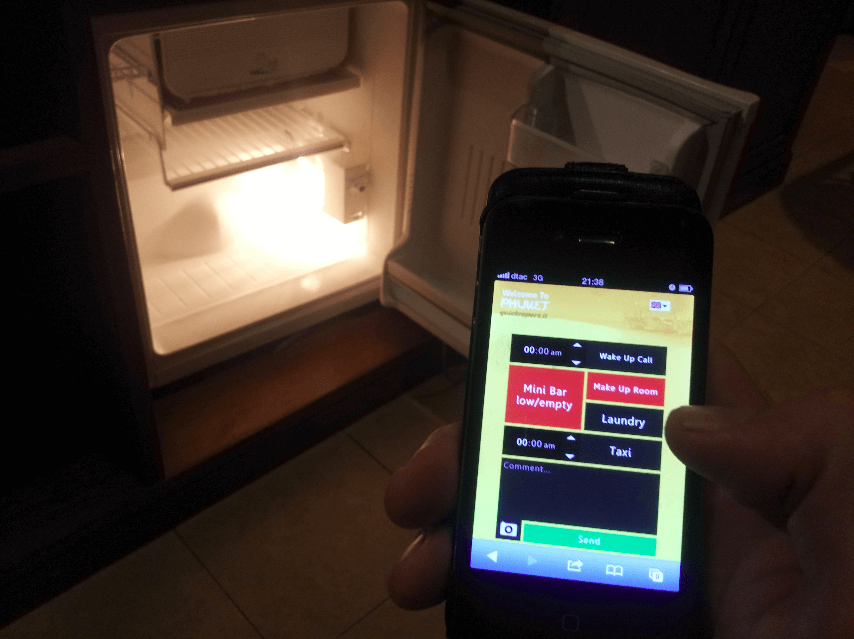 dtac 3G 21:36
Welcome To
PHUKET
00:00 am
Wake Up Call
Mini Bar
low/empty
Make Up Room
Laundry
00:00 am
Taxi
Comment...
Send